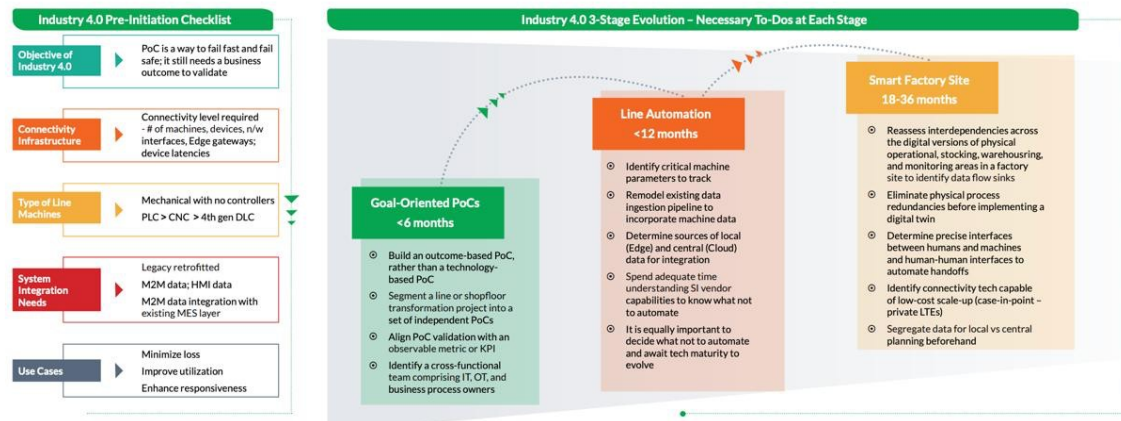 Industry 4.0 Pre-Initiation Checklist
Objective of
Industry 4.0
PoC is a way to fail fast and fail
safe; it still needs a business
outcome to validate
Connectivity
Infrastructure
Connectivity level required
- # of machines, devices, n/w
interfaces, Edge gateways;
device latencies
Type of Line
Machines
Mechanical with no controllers
PLC > CNC > 4th gen DLC
System
Integration
Needs
Legacy retrofitted
M2M data; HMI data
M2M data integration with
existing MES layer
Use Cases
Minimize loss
Improve utilization
Enhance responsiveness
Industry 4.0 3-Stage Evolution – Necessary To-Dos at Each Stage
Goal-Oriented PoCs
<6 months
Build an outcome-based PoC,
rather than a technology-
based PoC
Segment a line or shopfloor
transformation project into a
set of independent PoCs
Align PoC validation with an
observable metric or KPI
Identify a cross-functional
team comprising IT, OT, and
business process owners
Line Automation
<12 months
Identify critical machine
parameters to track
Remodel existing data
ingestion pipeline to
incorporate machine data
Determine sources of local
(Edge) and central (Cloud)
data for integration
Spend adequate time
understanding SI vendor
capabilities to know what not
to automate
It is equally important to
decide what not to automate
and await tech maturity to
evolve
Smart Factory Site
18-36 months
Reassess interdependencies across
the digital versions of physical
operational, stocking, warehousring,
and monitoring areas in a factory
site to identify data flow sinks
Eliminate physical process
redundancies before implementing a
digital twin
Determine precise interfaces
between humans and machines
and human-human interfaces to
automate handoffs
Identify connectivity tech capable
of low-cost scale-up (case-in-point –
private LTEs)
Segregate data for local vs central
planning beforehand